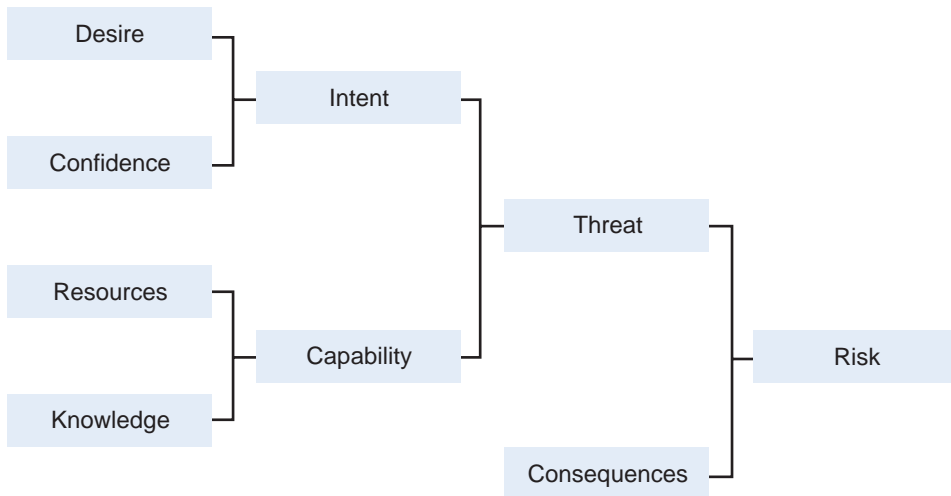 Desire
Intent
Confidence
Threat
Resources
Capability
Risk
Knowledge
Consequences